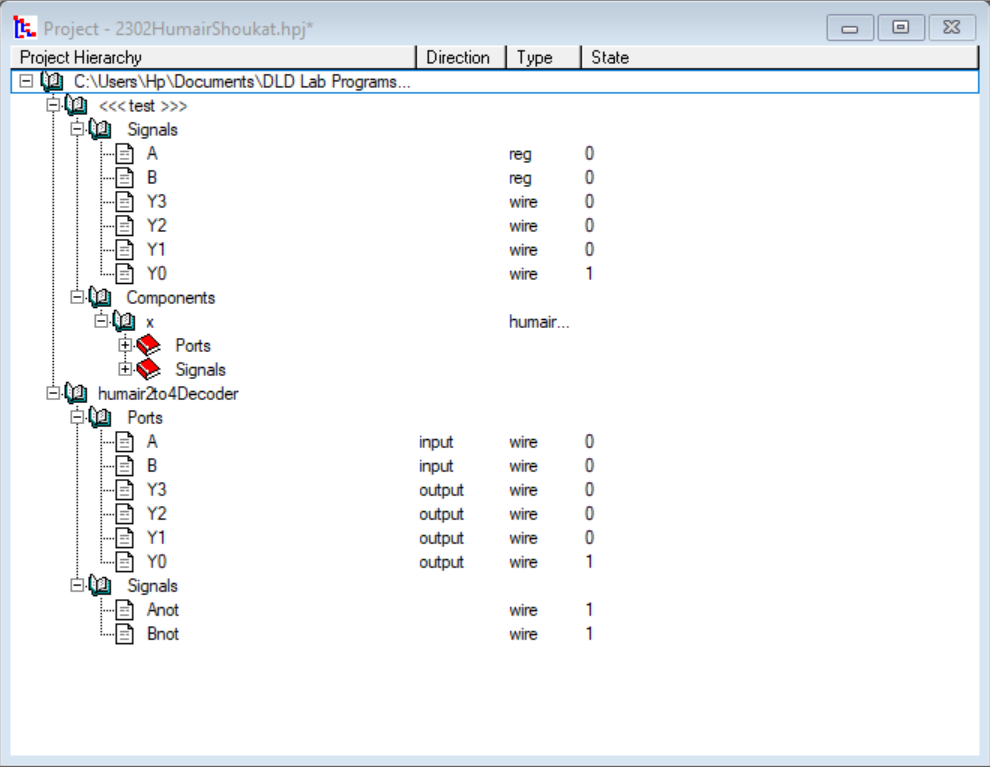 Project - 2302HumairShoukat.hpj*
Project Hierarchy Direction Type State
C:\Users\Hp\Documents\DLD Lab Programs...
<<< test >>>
Signals
A reg 0
B reg 0
Y3 wire 0
Y2 wire 0
Y1 wire 0
Y0 wire 1
Components
x humair...
Ports
Signals
humair2to4Decoder
Ports
A input wire 0
B input wire 0
Y3 output wire 0
Y2 output wire 0
Y1 output wire 0
Y0 output wire 1
Signals
Anot wire 1
Bnot wire 1